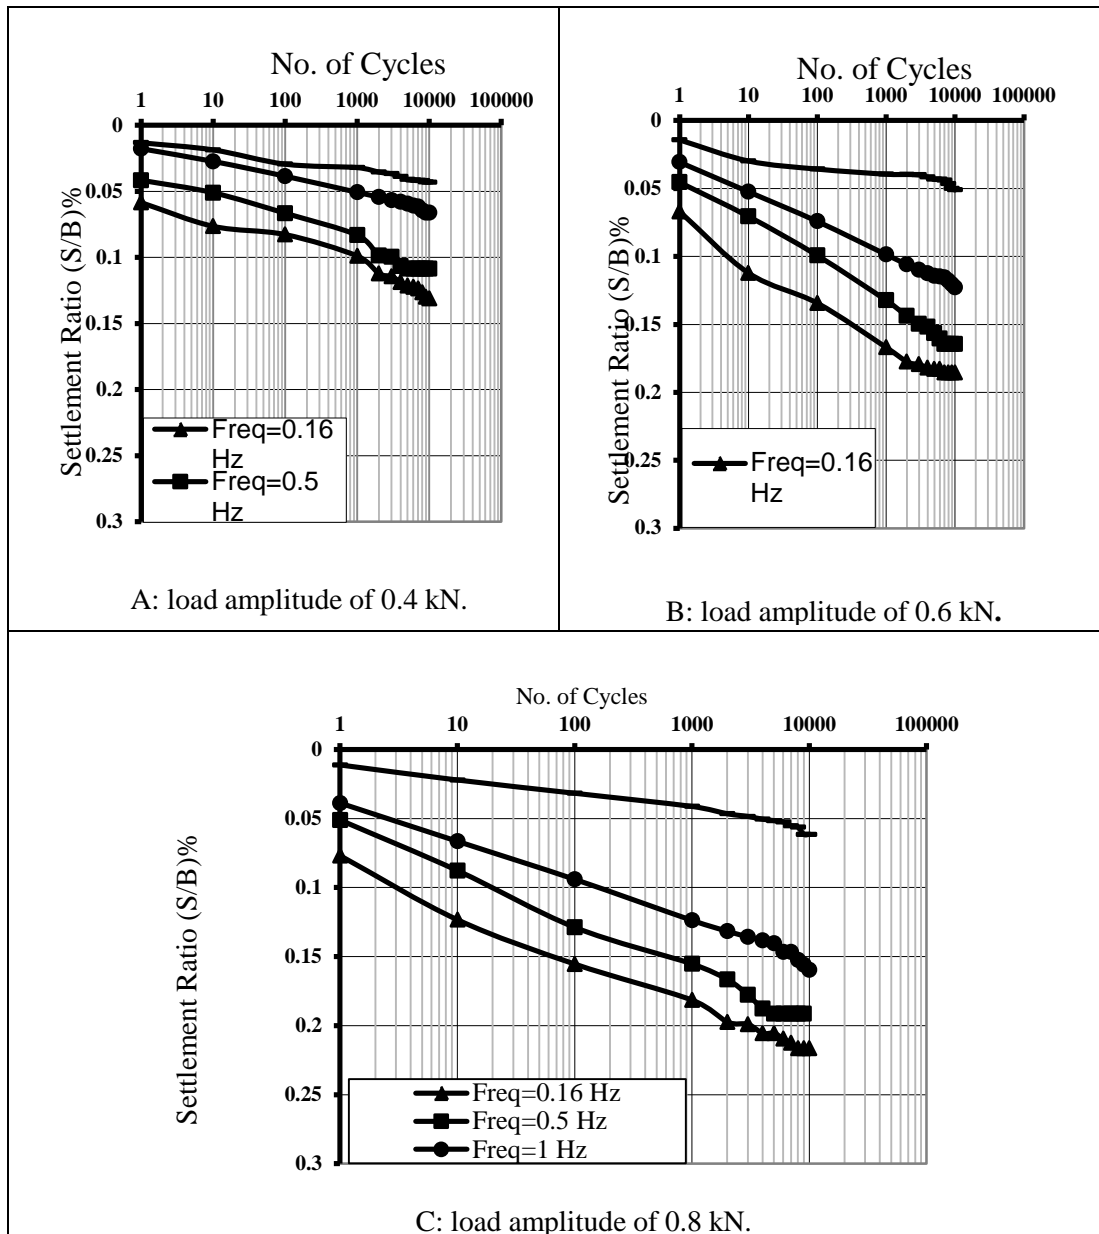 No. of Cycles
1 10 100 1000 10000 100000
0
0.05
0.1
0.15
0.2
0.25
0.3
Settlement Ratio (S/B)%
Freq=0.16
Hz
Freq=0.5
Hz
A: load amplitude of 0.4 kN.
No. of Cycles
1 10 100 1000 10000 100000
0
0.05
0.1
0.15
0.2
0.25
0.3
Settlement Ratio (S/B)%
Freq=0.16
Hz
B: load amplitude of 0.6 kN.
No. of Cycles
1 10 100 1000 10000 100000
0
0.05
0.1
0.15
0.2
0.25
0.3
Settlement Ratio (S/B)%
Freq=0.16 Hz
Freq=0.5 Hz
Freq=1 Hz
C: load amplitude of 0.8 kN.